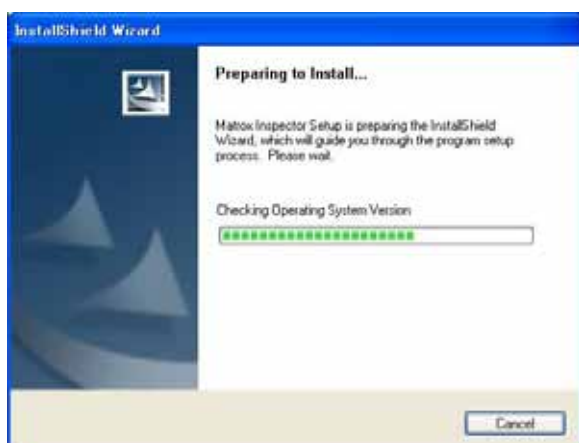 InstallShield Wizard
Preparing to Install...
Matrox Inspector Setup is preparing the InstallShield
Wizard, which will guide you through the program setup
process. Please wait.
Checking Operating System Version
Cancel